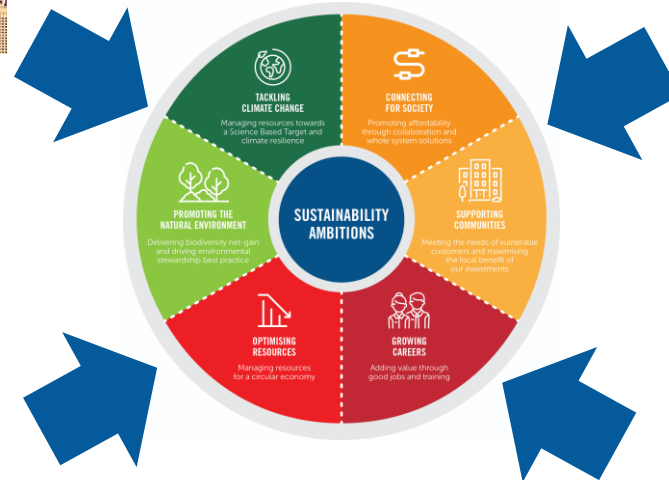 TACKLING
CLIMATE CHANGE
Managing resources towards
a Science Based Target and
climate resilience
CONNECTING
FOR SOCIETY
Promoting affordability
through collaboration and
whole system solutions
PROMOTING THE
NATURAL ENVIRONMENT
Delivering biodiversity net-gain
and driving environmental
stewardship best practice
SUSTAINABILITY
AMBITIONS
SUPPORTING
COMMUNITIES
Meeting the needs of vulnerable
customers and maximising
the local benefit of
our investments
OPTIMISING
RESOURCES
Managing resources
for a circular economy
GROWING
CAREERS
Adding value through
good jobs and training